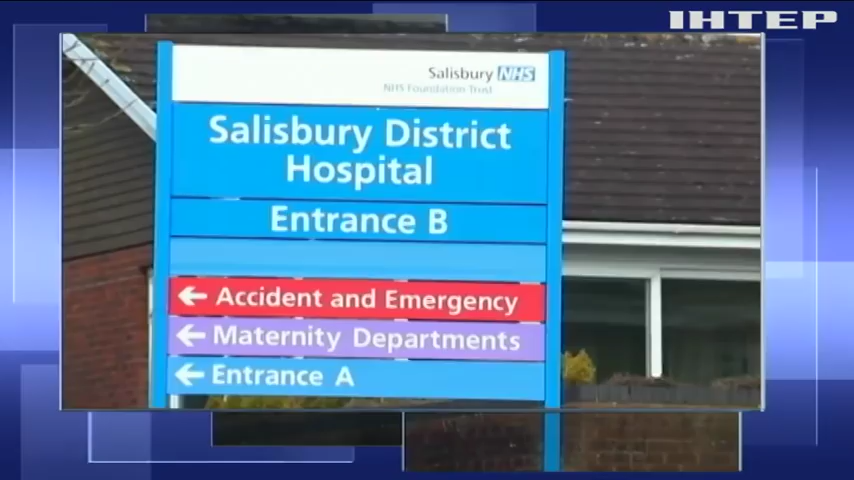 ІНТЕР
Salisbury NHS
NHS Foundation Trust
Salisbury District
Hospital
Entrance B
← Accident and Emergency
← Maternity Departments
← Entrance A